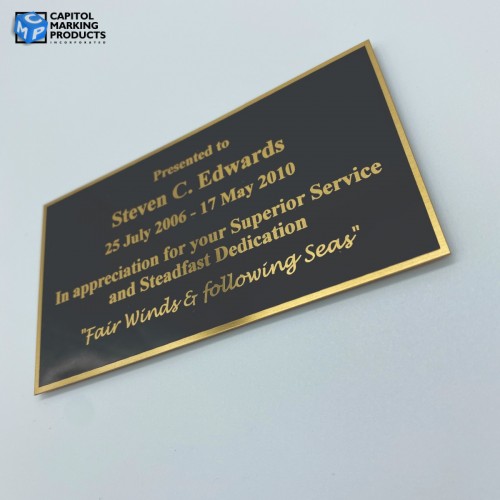 CMP
CAPITOL
MARKING
PRODUCTS
INCORPORATED
Presented to
Steven C. Edwards
25 July 2006 - 17 May 2010
In appreciation for your Superior Service
and Steadfast Dedication
"Fair Winds & following Seas"